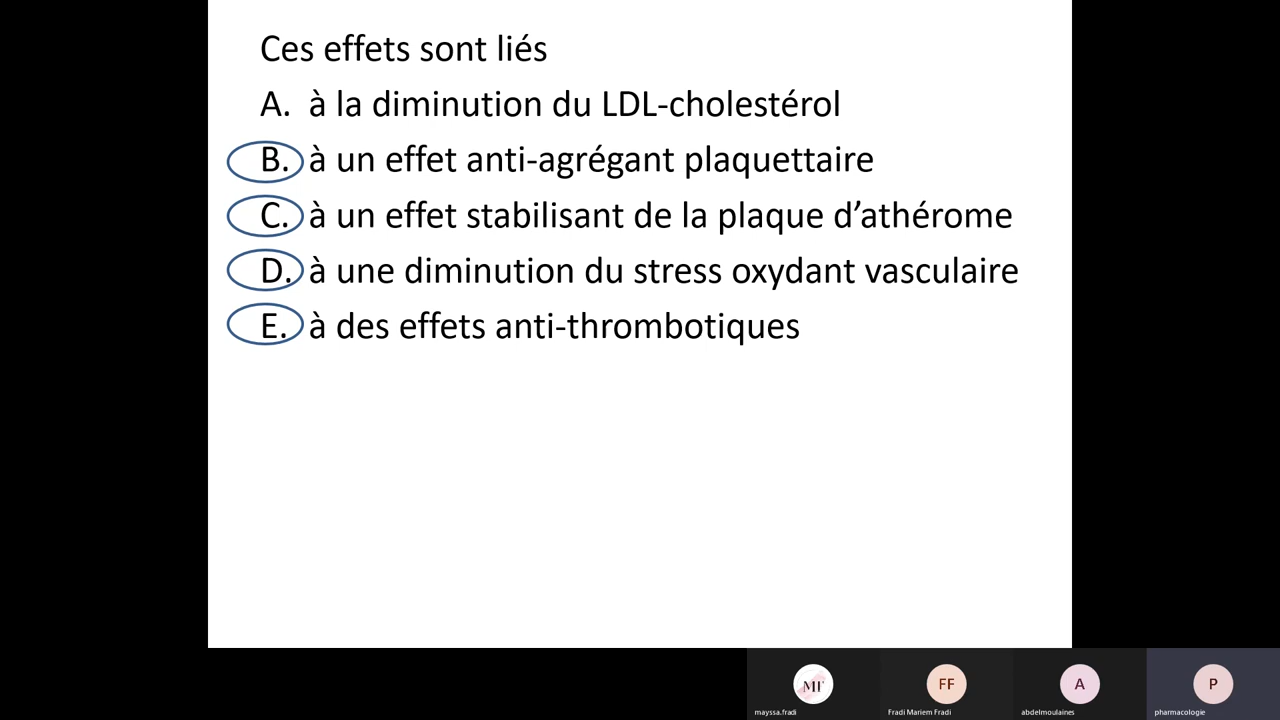 Ces effets sont liés
A. à la diminution du LDL-cholestérol
B. à un effet anti-agrégant plaquettaire
C. à un effet stabilisant de la plaque d’athérome
D. à une diminution du stress oxydant vasculaire
E. à des effets anti-thrombotiques
MF FF A P
mayssa.fradi Fradi Mariem Fradi abdelmoulaines pharmacologie